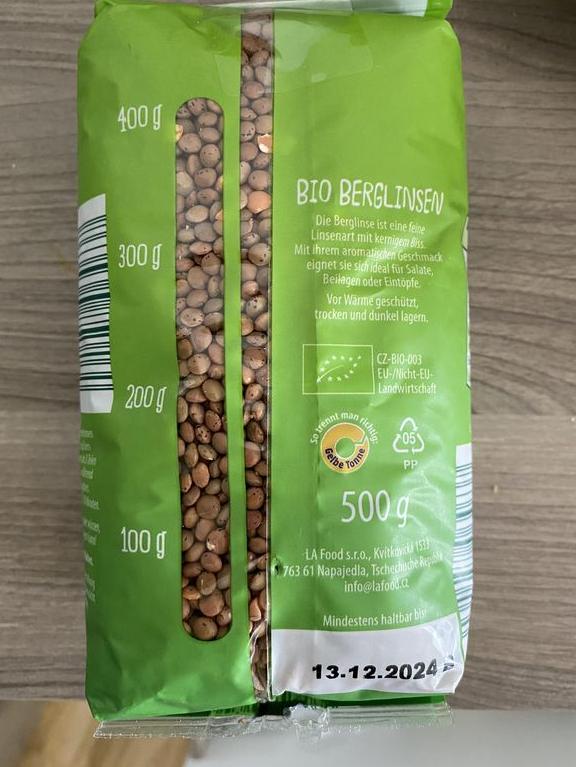 400 g
300 g
200 g
100 g
BIO BERGLINSEN
Die Berglinse ist eine feine
Linsenart mit kernigem Biss.
Mit ihrem aromatischen Geschmack
eignet sie sich ideal für Salate,
Beilagen oder Eintöpfe.
Vor Wärme geschützt,
trocken und dunkel lagern.
CZ-BIO-003
EU-/Nicht-EU-
Landwirtschaft
So trennt man richtig:
Gelbe Tonne
05
PP
500 g
LA Food s.r.o., Kvítkovická 1533
763 61 Napajedla, Tschechische Republik
info@lafood.cz
Mindestens haltbar bis:
13.12.2024